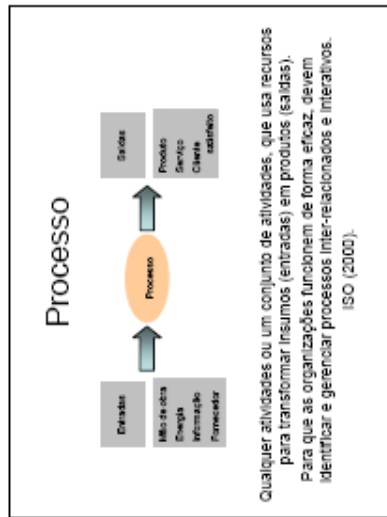 Processo
Entradas
Mão de obra
Energia
Informação
Fornecedor
Processo
Saídas
Produto
Serviço
Cliente
satisfeito
Qualquer atividades ou um conjunto de atividades, que usa recursos
para transformar insumos (entradas) em produtos (saídas).
Para que as organizações funcionem de forma eficaz, devem
identificar e gerenciar processos inter-relacionados e interativos.
ISO (2000).